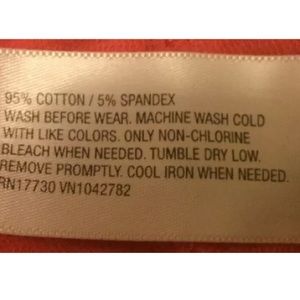 95% COTTON / 5% SPANDEX
WASH BEFORE WEAR. MACHINE WASH COLD
WITH LIKE COLORS. ONLY NON-CHLORINE
BLEACH WHEN NEEDED. TUMBLE DRY LOW.
REMOVE PROMPTLY. COOL IRON WHEN NEEDED.
RN17730 VN1042782